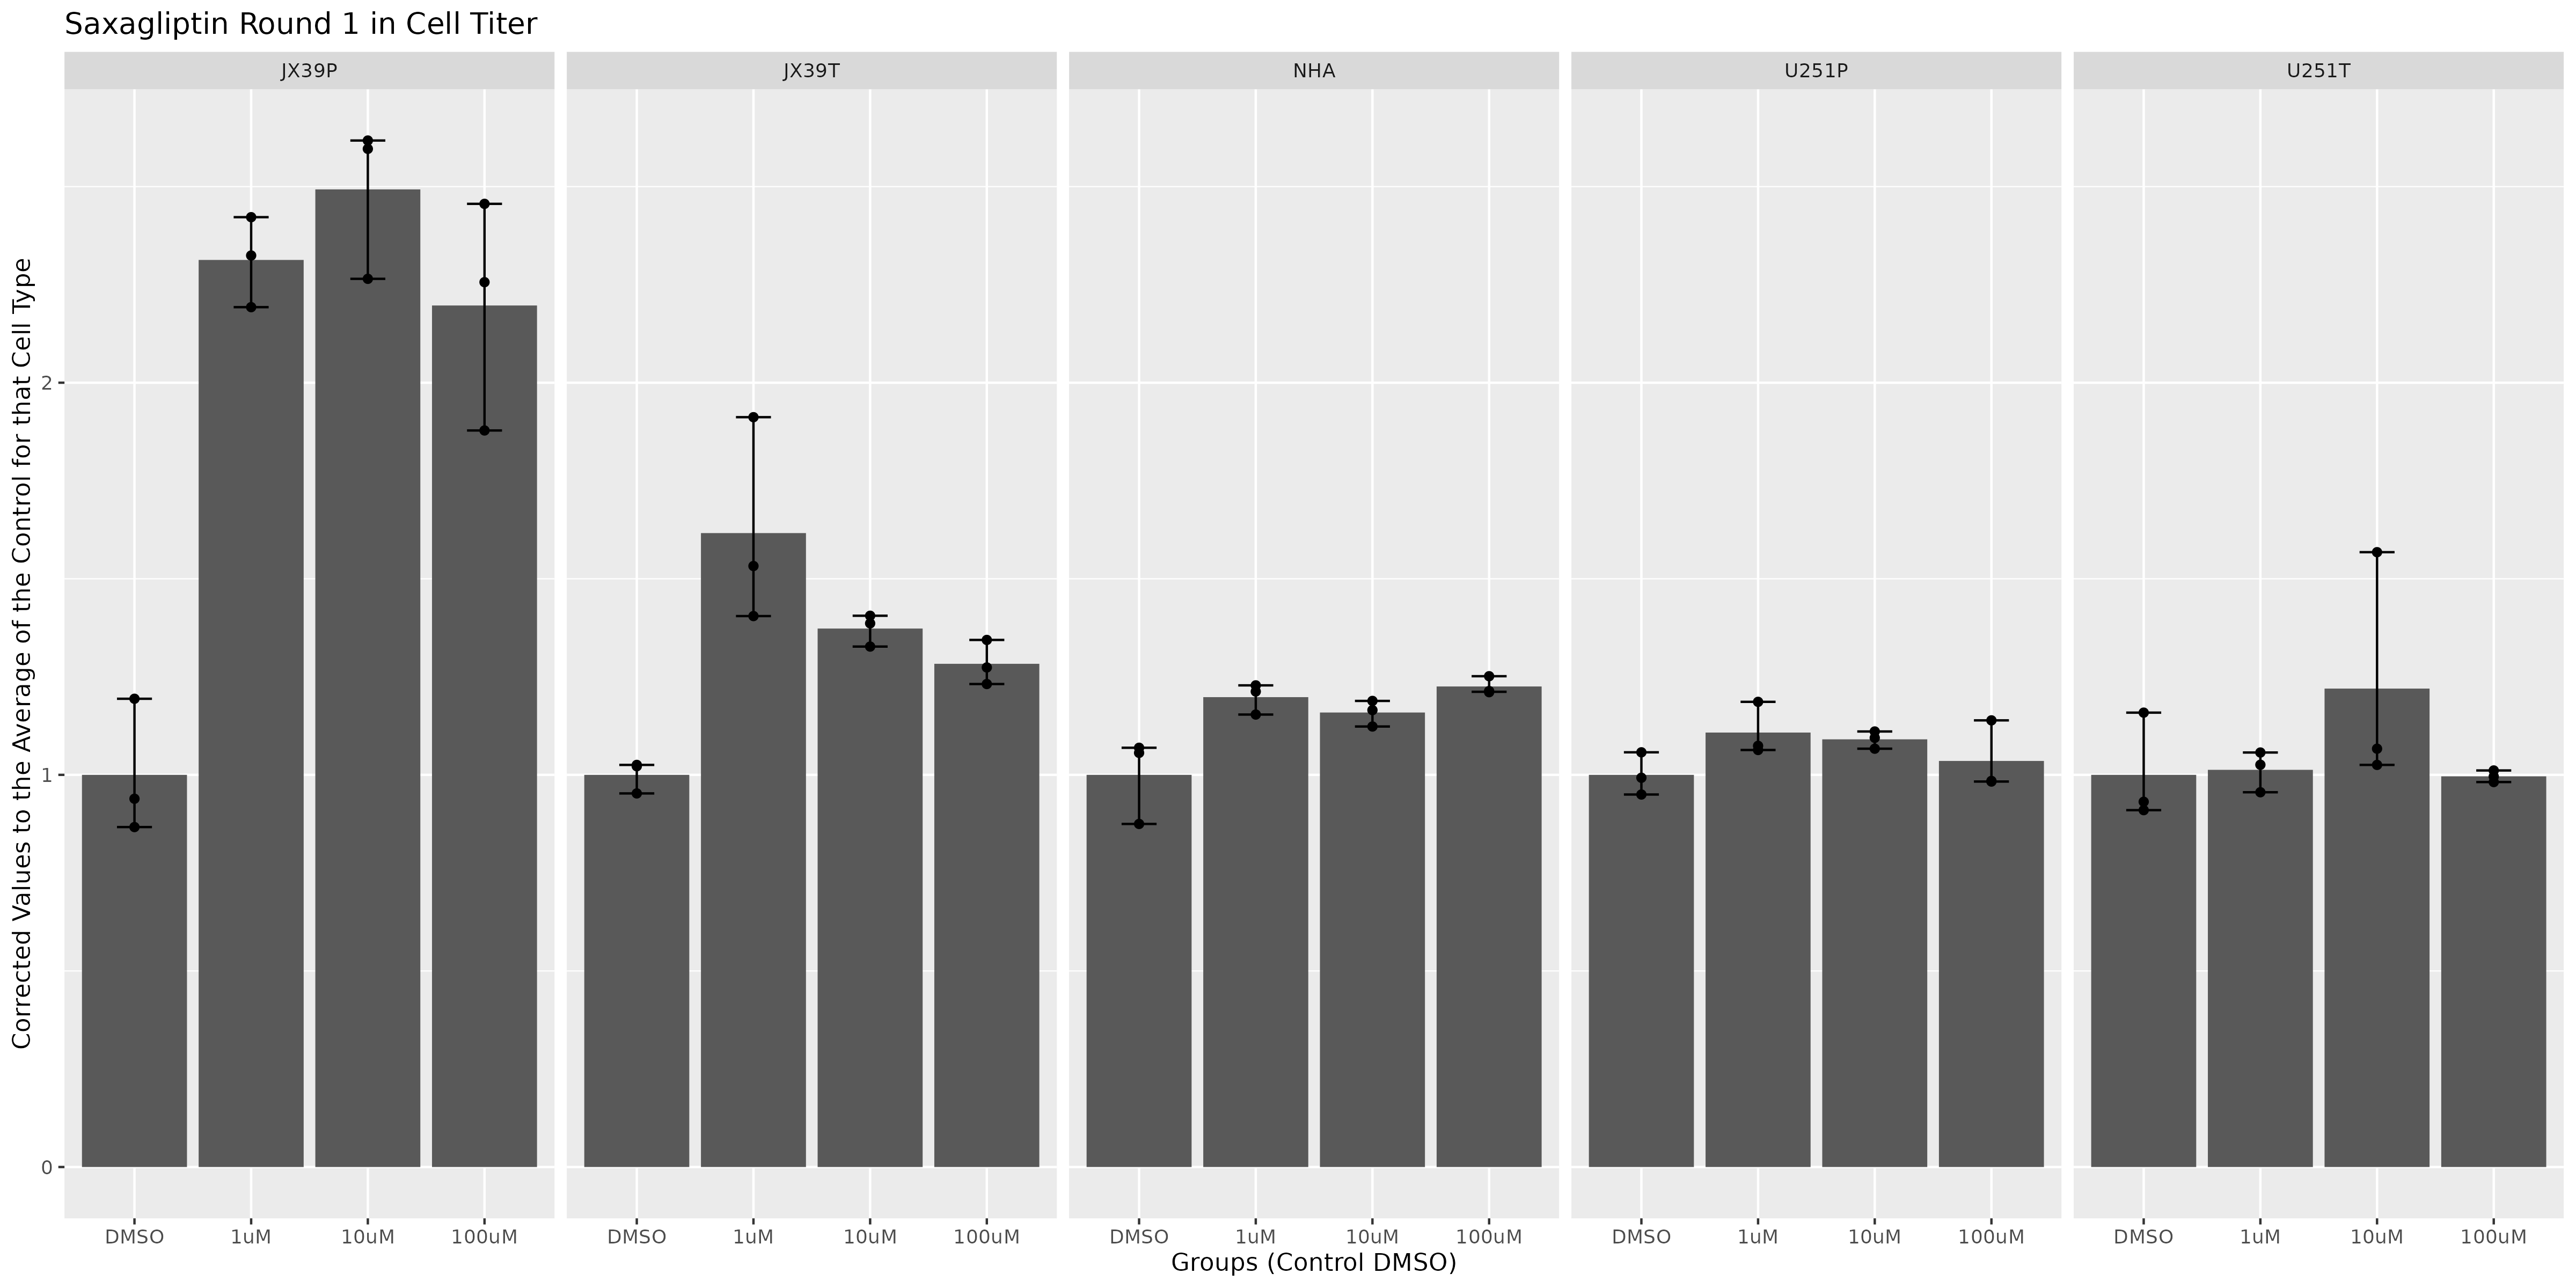 Saxagliptin Round 1 in Cell Titer
JX39P
JX39T
NHA
U251P
U251T
Corrected Values to the Average of the Control for that Cell Type
2
1
0
DMSO 1uM 10uM 100uM
DMSO 1uM 10uM 100uM
DMSO 1uM 10uM 100uM
DMSO 1uM 10uM 100uM
DMSO 1uM 10uM 100uM
Groups (Control DMSO)